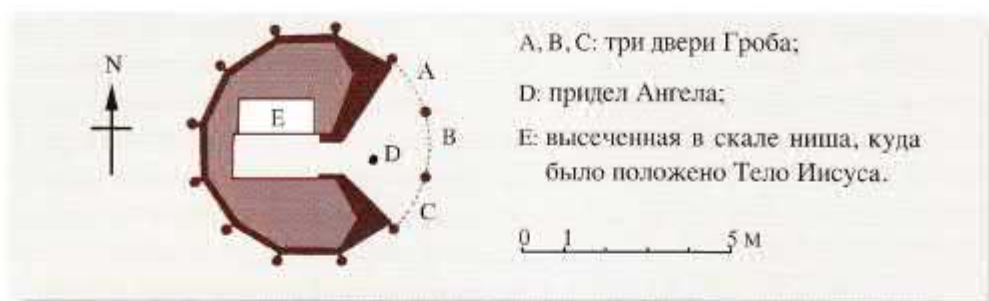 N
A
B
C
D
E
A, B, C: три двери Гроба;
D: придел Ангела;
E: высеченная в скале ниша, куда
было положено Тело Иисуса.
0 1 5 м